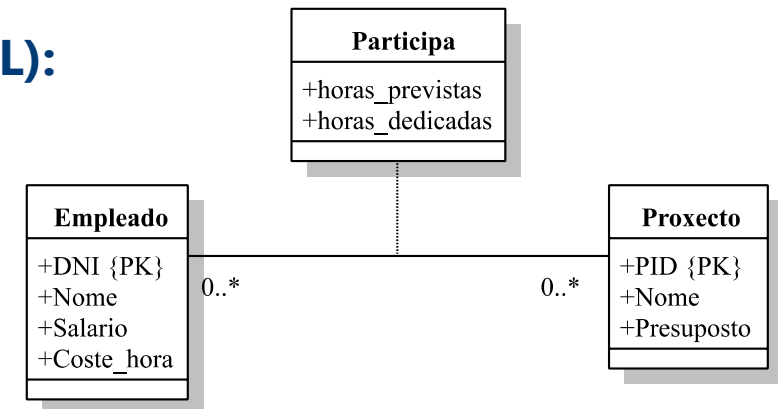 L):
Participa
+horas_previstas
+horas_dedicadas
Empleado
+DNI {PK}
+Nome
+Salario
+Coste_hora
0..*
0..*
Proxecto
+PID {PK}
+Nome
+Presuposto